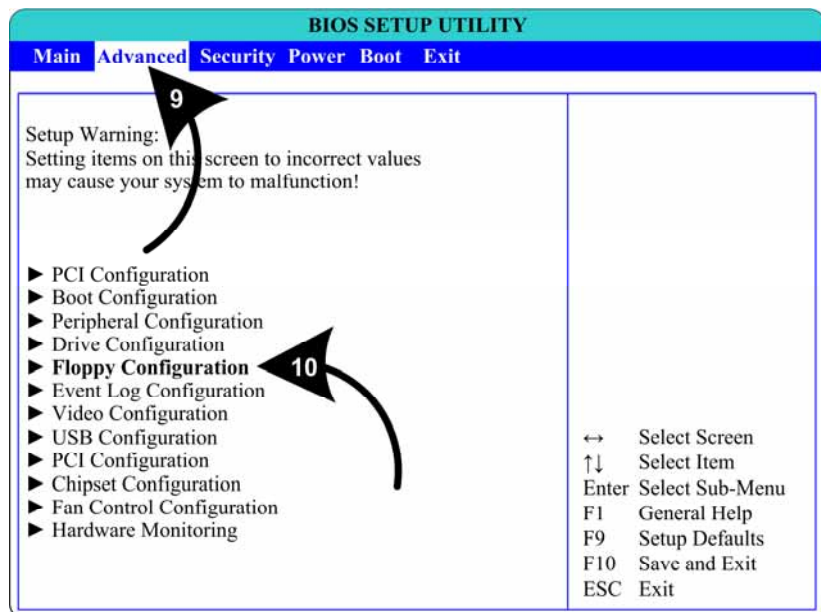 BIOS SETUP UTILITY
Main Advanced Security Power Boot Exit
9
Setup Warning:
Setting items on this screen to incorrect values
may cause your system to malfunction!
► PCI Configuration
► Boot Configuration
► Peripheral Configuration
► Drive Configuration
► Floppy Configuration
10
► Event Log Configuration
► Video Configuration
► USB Configuration
► PCI Configuration
► Chipset Configuration
► Fan Control Configuration
► Hardware Monitoring
↔ Select Screen
↑↓ Select Item
Enter Select Sub-Menu
F1 General Help
F9 Setup Defaults
F10 Save and Exit
ESC Exit